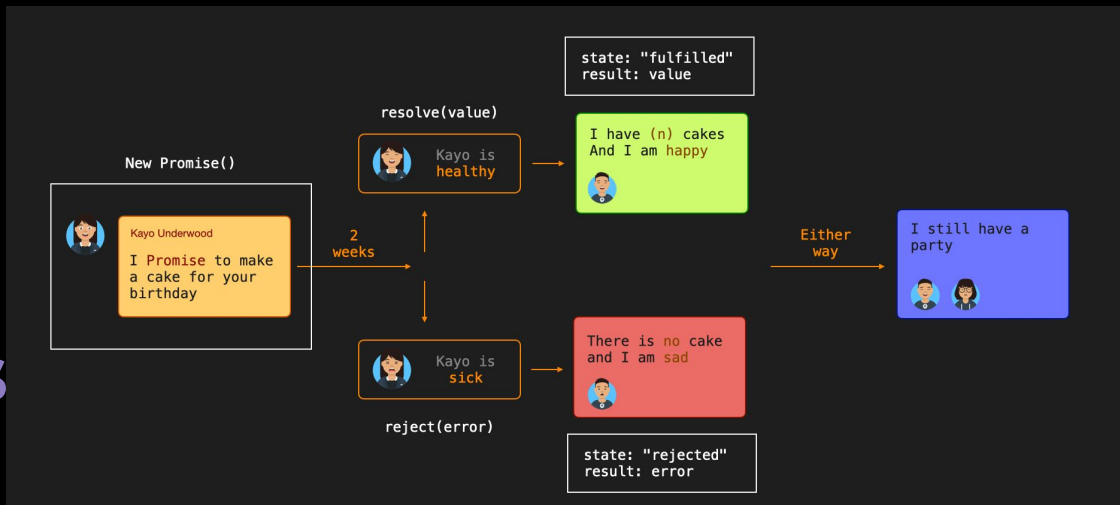 New Promise()
Kayo Underwood
I Promise to make
a cake for your
birthday
2
weeks
resolve(value)
Kayo is
healthy
state: "fulfilled"
result: value
I have (n) cakes
And I am happy
Kayo is
sick
reject(error)
There is no cake
and I am sad
state: "rejected"
result: error
Either
way
I still have a
party